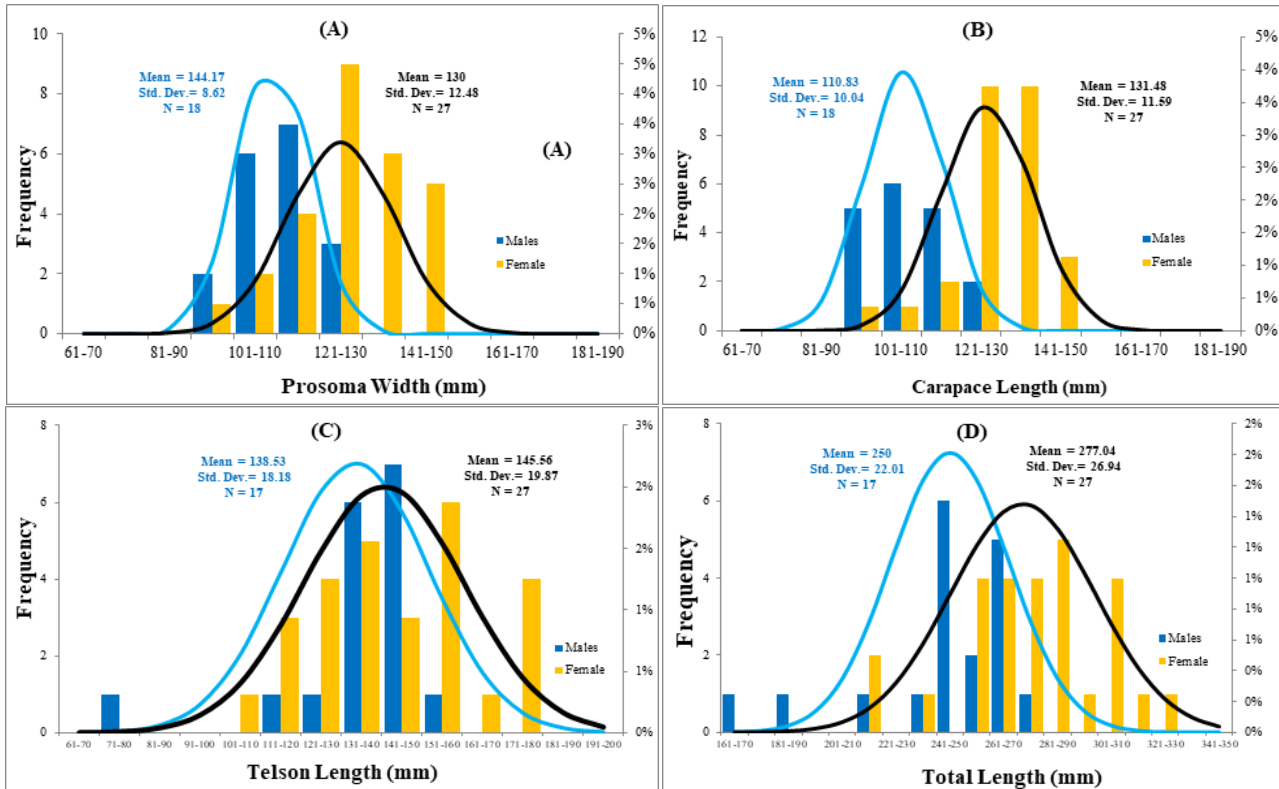 (A)
Mean = 144.17
Std. Dev.= 8.62
N = 18
Mean = 130
Std. Dev.= 12.48
N = 27
(A)
Frequency
10
8
6
4
2
0
5%
5%
4%
4%
3%
3%
2%
2%
1%
1%
0%
Males
Female
61-70 81-90 101-110 121-130 141-150 161-170 181-190
Prosoma Width (mm)
(B)
Mean = 110.83
Std. Dev.= 10.04
N = 18
Mean = 131.48
Std. Dev.= 11.59
N = 27
Frequency
12
10
8
6
4
2
0
5%
4%
4%
3%
3%
2%
2%
1%
1%
0%
Males
Female
61-70 81-90 101-110 121-130 141-150 161-170 181-190
Carapace Length (mm)
(C)
Mean = 138.53
Std. Dev.= 18.18
N = 17
Mean = 145.56
Std. Dev.= 19.87
N = 27
Frequency
8
6
4
2
0
3%
2%
2%
1%
1%
0%
Males
Female
61-70 71-80 81-90 91-100 101-110 111-120 121-130 131-140 141-150 151-160 161-170 171-180 181-190 191-200
Telson Length (mm)
(D)
Mean = 250
Std. Dev.= 22.01
N = 17
Mean = 277.04
Std. Dev.= 26.94
N = 27
Frequency
8
6
4
2
0
2%
2%
1%
1%
1%
1%
1%
0%
0%
0%
Males
Female
161-170 181-190 201-210 221-230 241-250 261-270 281-290 301-310 321-330 341-350
Total Length (mm)